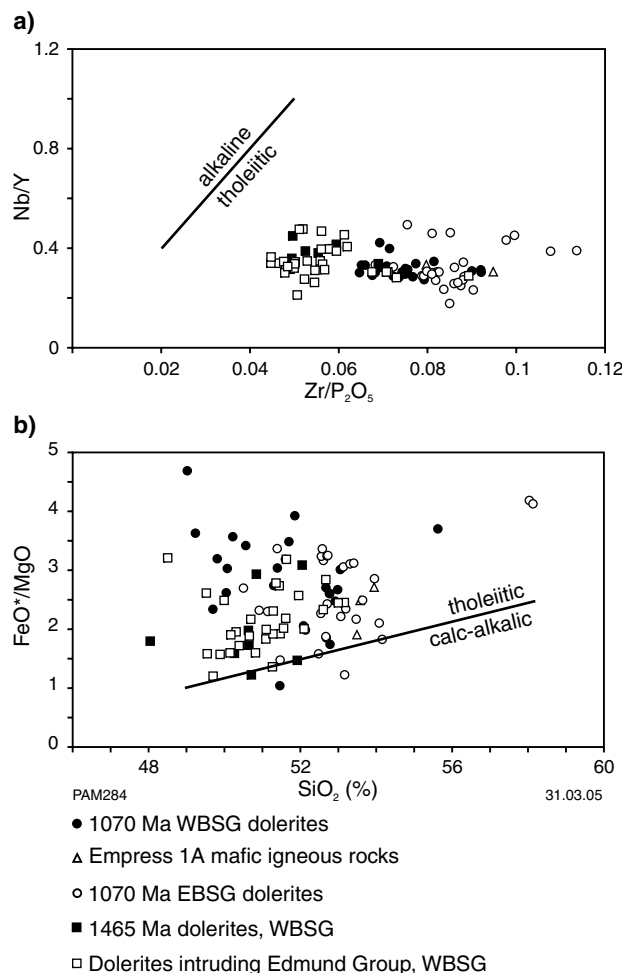 a)
1.2
0.8
0.4
0
Nb/Y
alkaline
tholeiitic
0.02 0.04 0.06 0.08 0.1 0.12
Zr/P₂O₅
b)
5
4
3
2
1
0
FeO*/MgO
tholeiitic
calc-alkalic
48 52 56 60
SiO₂ (%)
PAM284 31.03.05
● 1070 Ma WBSG dolerites
△ Empress 1A mafic igneous rocks
○ 1070 Ma EBSG dolerites
■ 1465 Ma dolerites, WBSG
□ Dolerites intruding Edmund Group, WBSG